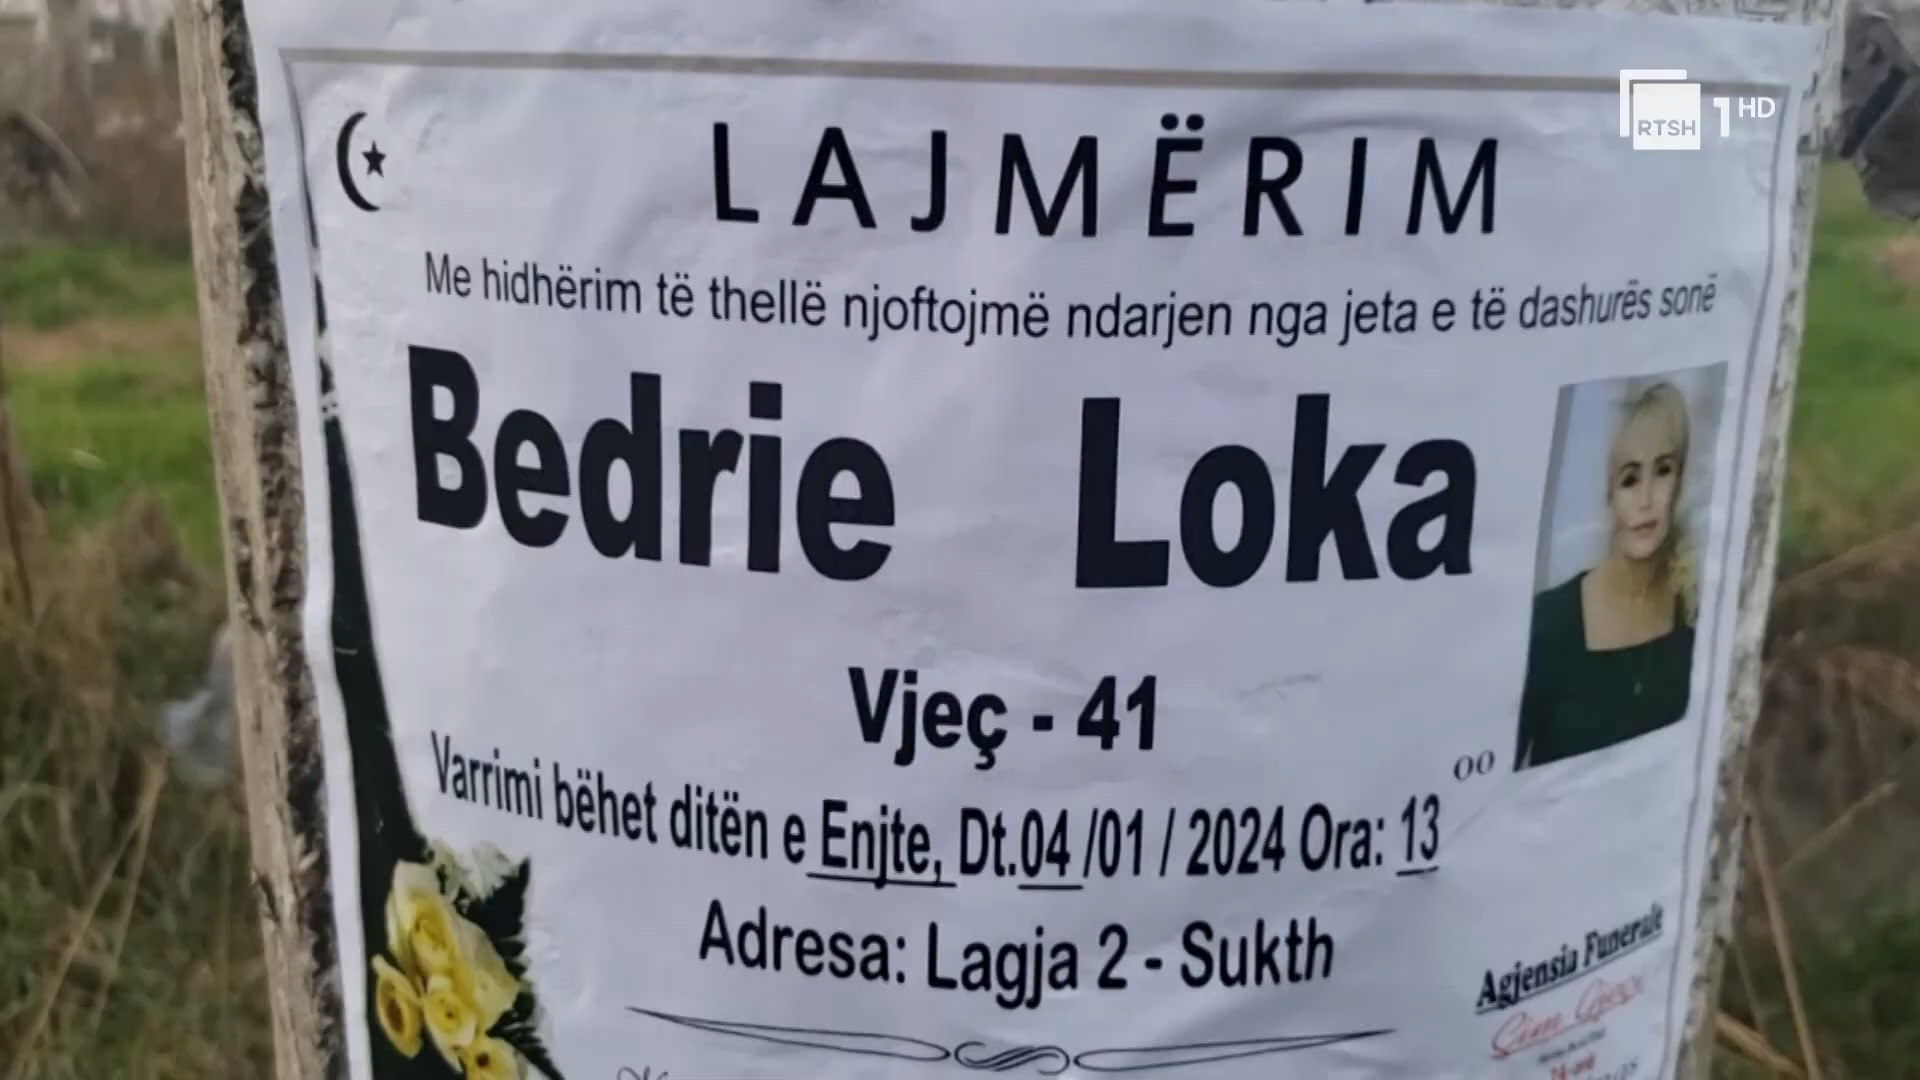 RTSH 1 HD
LAJMËRIM
Me hidhërim të thellë njoftojmë ndarjen nga jeta e të dashurës sonë
Bedrie Loka
Vjeç - 41
oo
Varrimi bëhet ditën e Enjte, Dt.04 /01 / 2024 Ora: 13
Adresa: Lagja 2 - Sukth
Agjensia Funerale